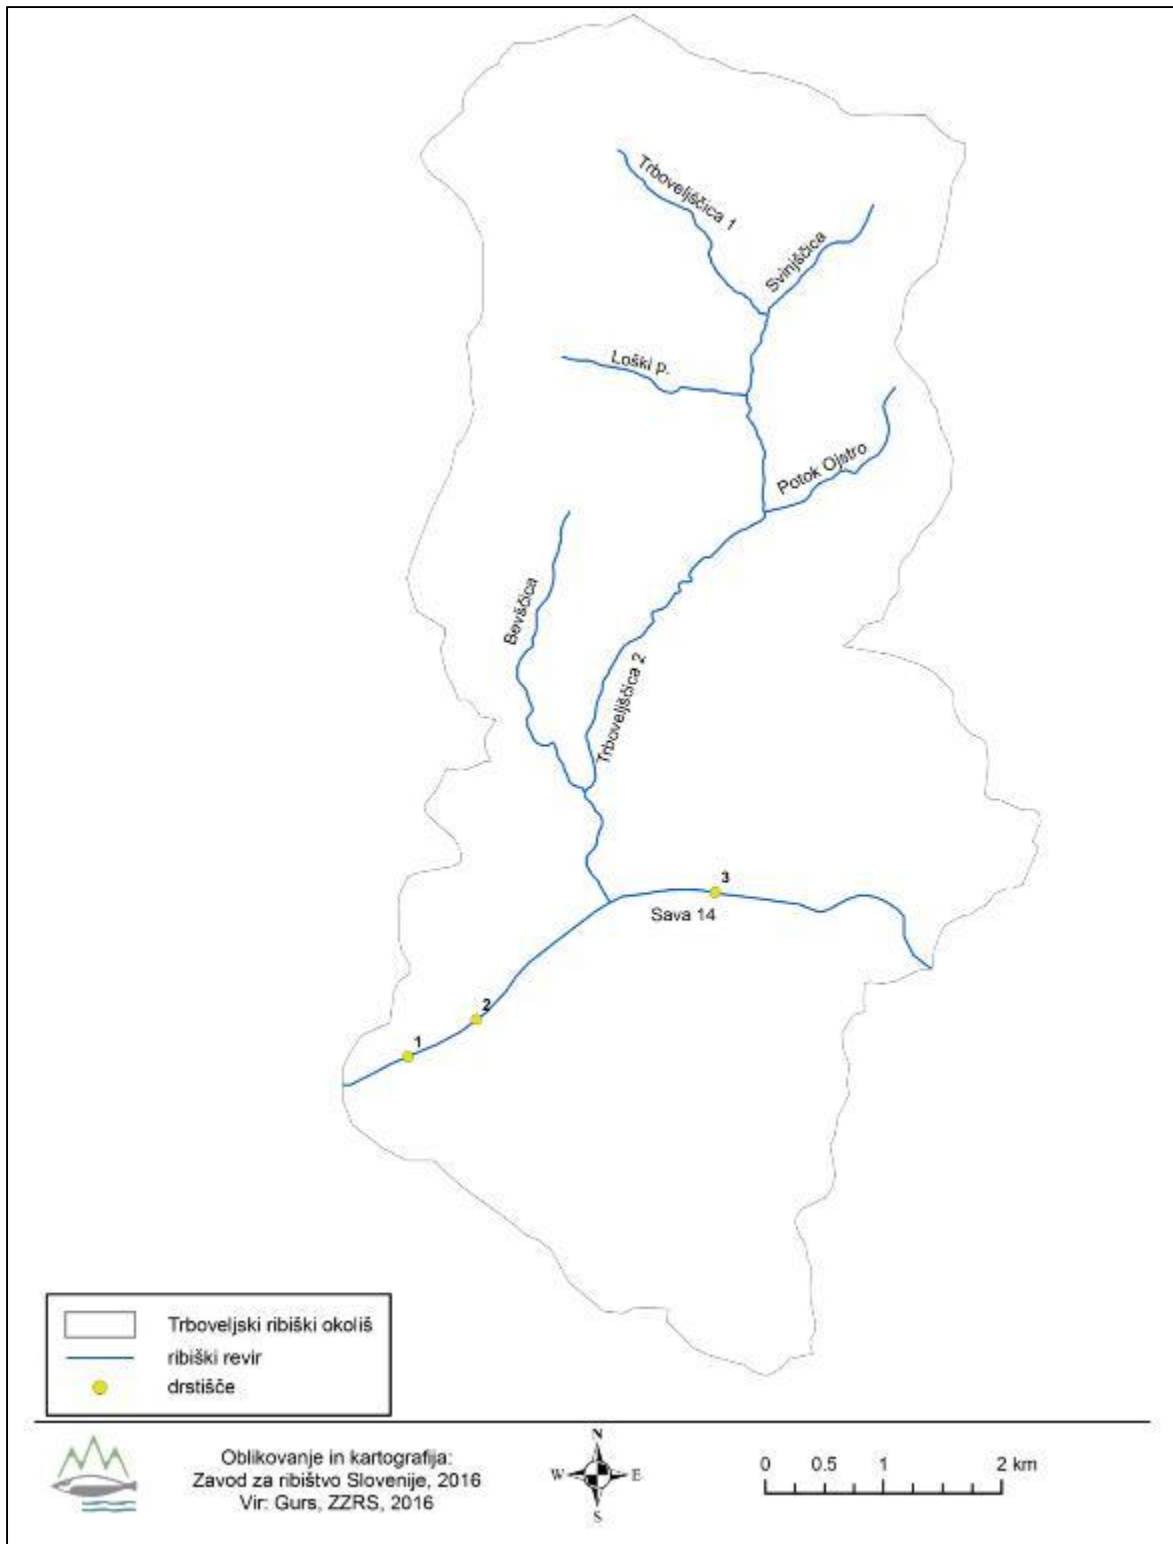 Trboveljščica 1
Svinjščica
Loški p.
Potok Ojstro
Bevščica
Trboveljščica 2
3
Sava 14
2
1
Trboveljski ribiški okoliš
ribiški revir
drstišče
Oblikovanje in kartografija:
Zavod za ribištvo Slovenije, 2016
Vir: Gurs, ZZRS, 2016
N
W E
S
0 0.5 1 2 km